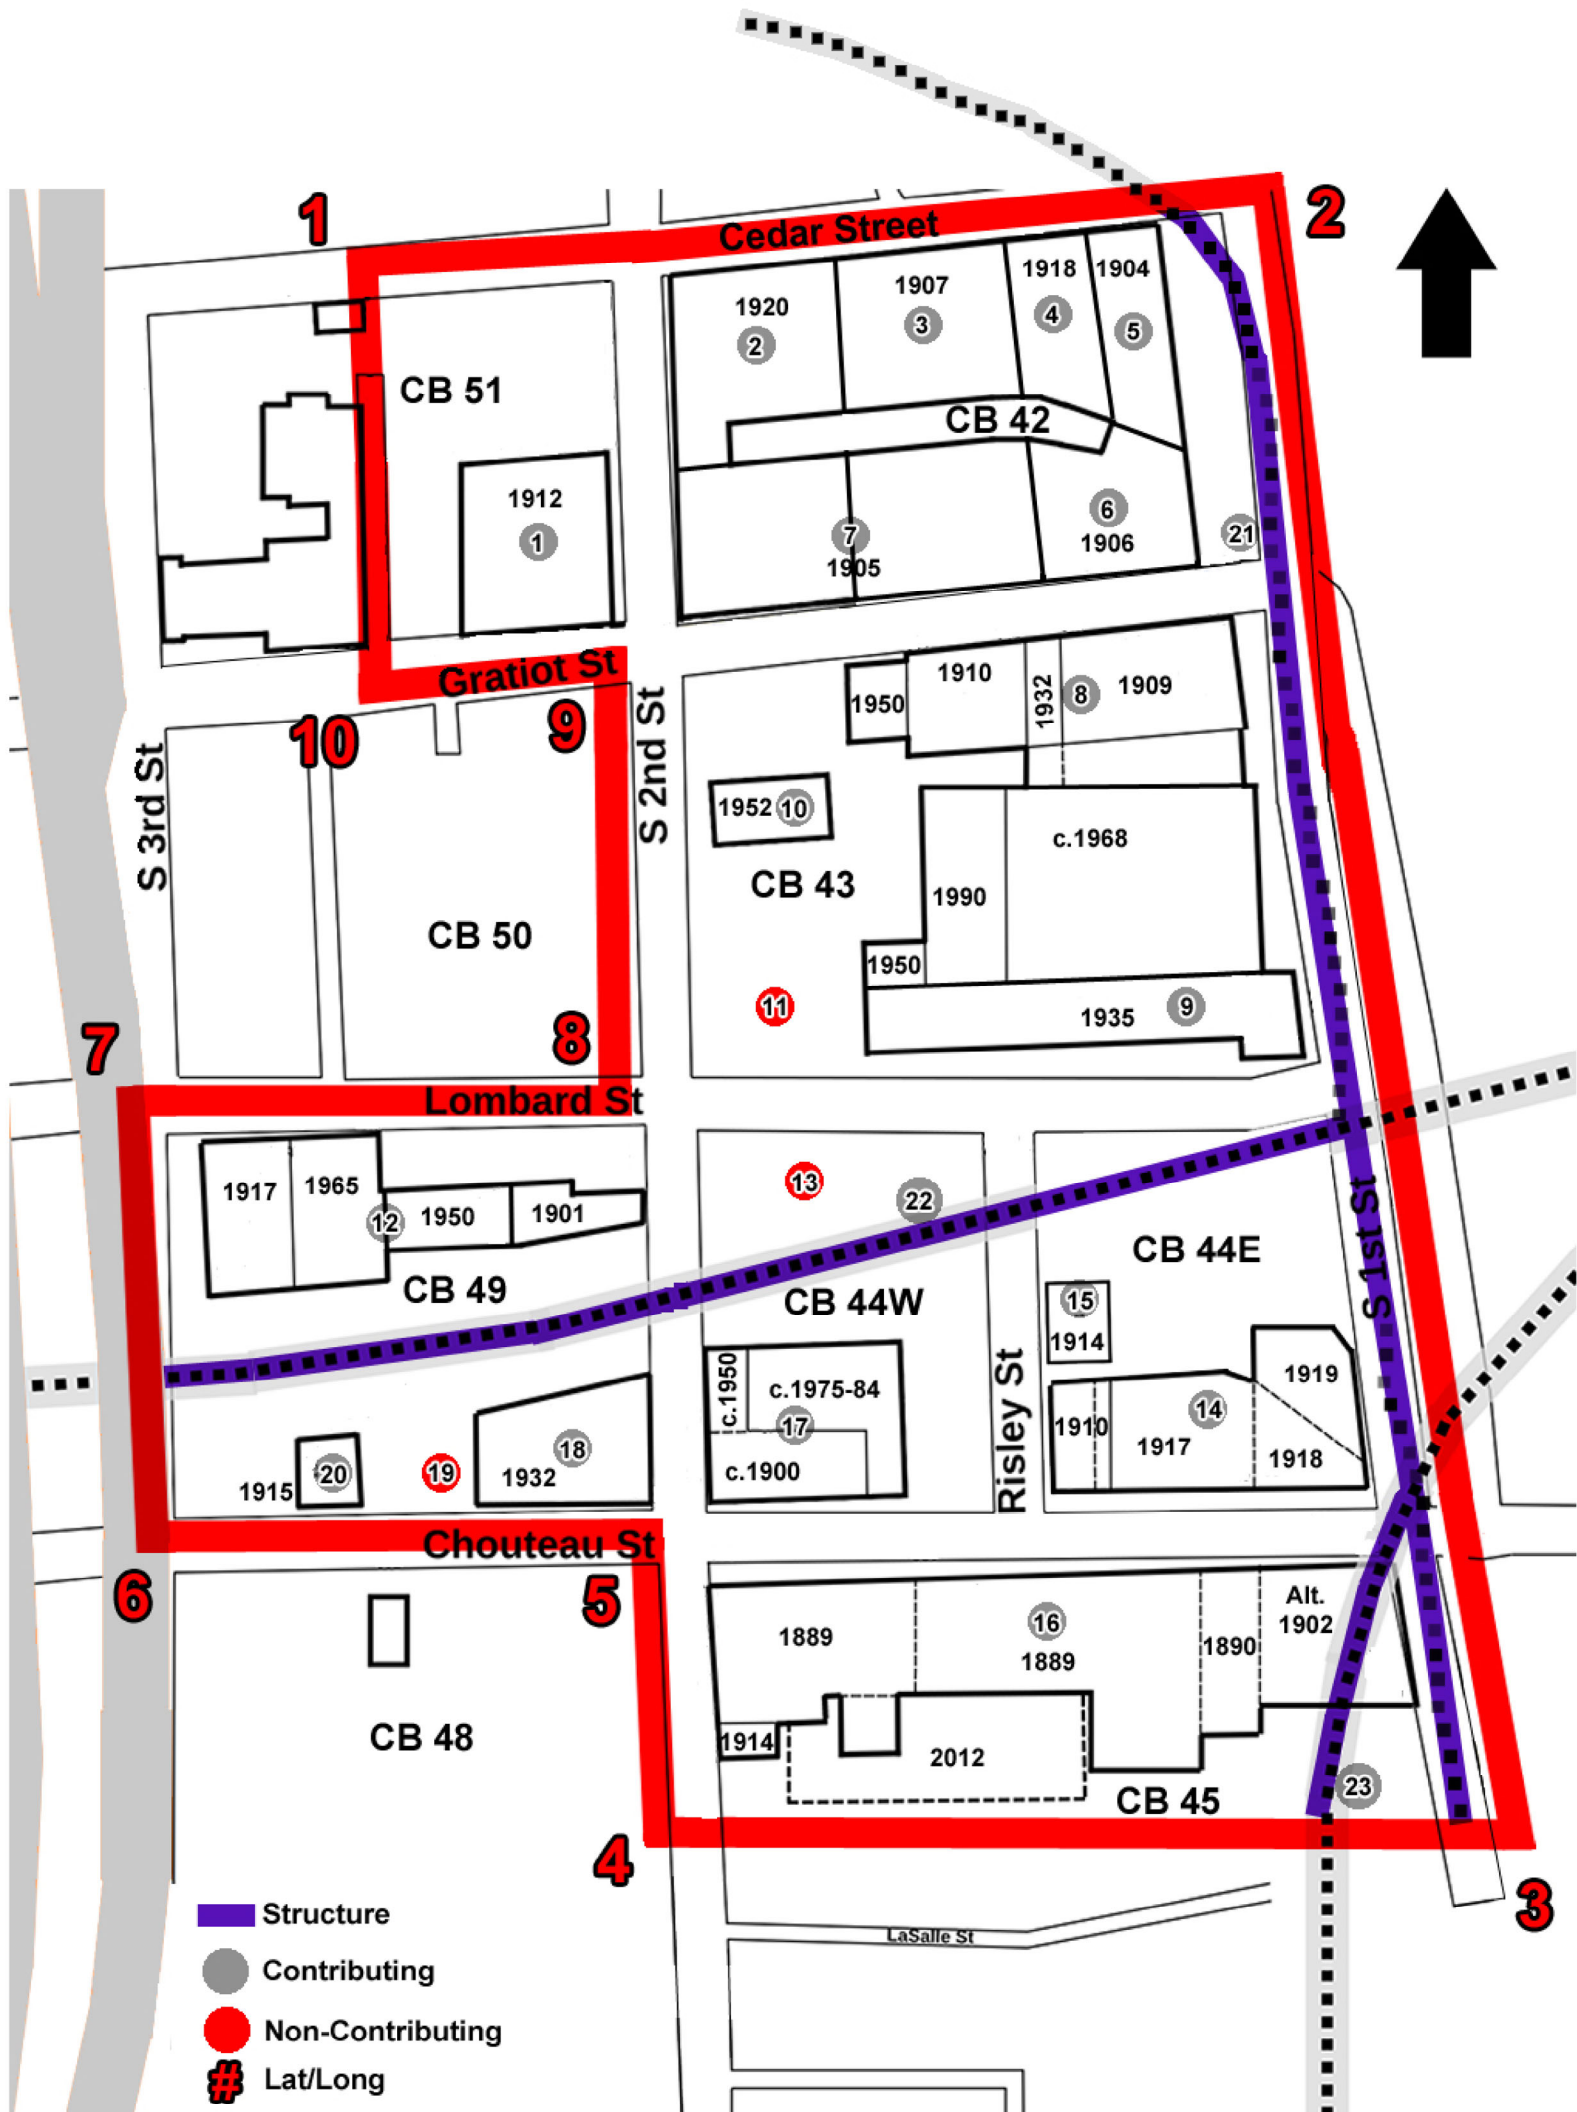 1
2
Cedar Street
1918
1904
1907
1920
4
3
5
2
CB 51
CB 42
1912
1
6
1906
7
1905
21
Gratiot St
10
9
S 3rd St
S 2nd St
1910
1932
8
1909
1950
1952
10
c.1968
CB 43
1990
CB 50
1950
11
9
1935
7
8
Lombard St
1917
1965
12
1950
1901
13
22
S 1st St
CB 49
CB 44W
CB 44E
15
1914
c.1950
c.1975-84
17
c.1900
Risley St
1919
14
1910
1917
1918
1915
20
19
18
1932
Chouteau St
6
5
Alt.
1902
1889
16
1889
1890
CB 48
1914
2012
CB 45
23
4
3
LaSalle St
Structure
Contributing
Non-Contributing
# Lat/Long